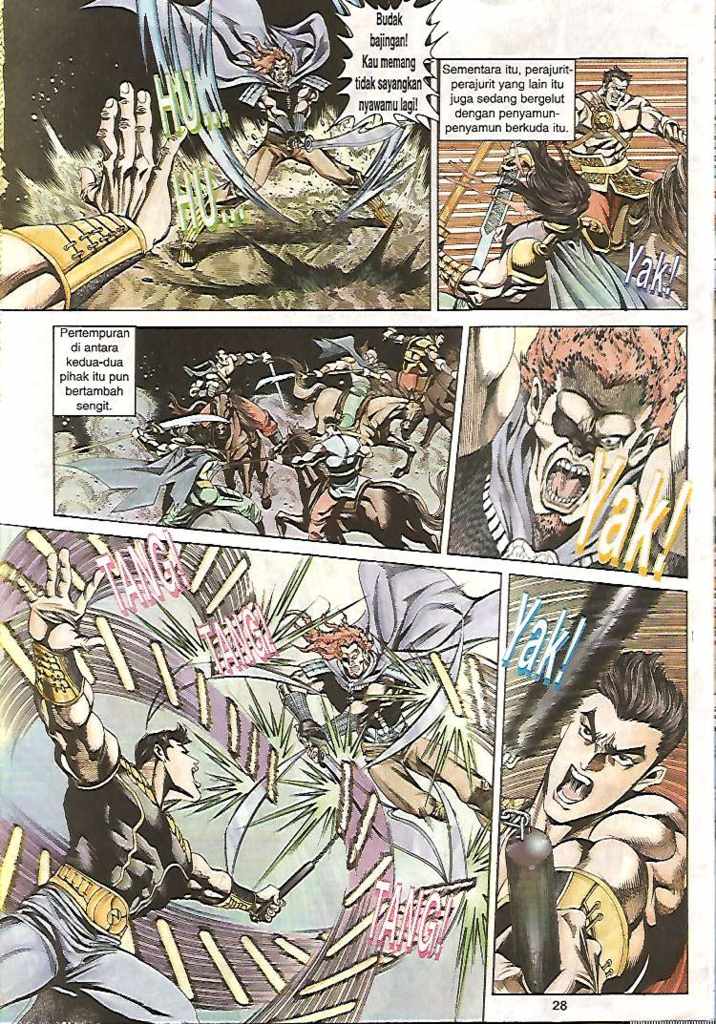 Budak
bajingan!
Kau memang
tidak sayangkan
nyawamu lagi!
HU...
HU...
Sementara itu, perajurit-
perajurit yang lain itu
juga sedang bergelut
dengan penyamun-
penyamun berkuda itu.
Yak!
Pertempuran
di antara
kedua-dua
pihak itu pun
bertambah
sengit.
Yak!
TANG!
TANG!
TANG!
Yak!
28